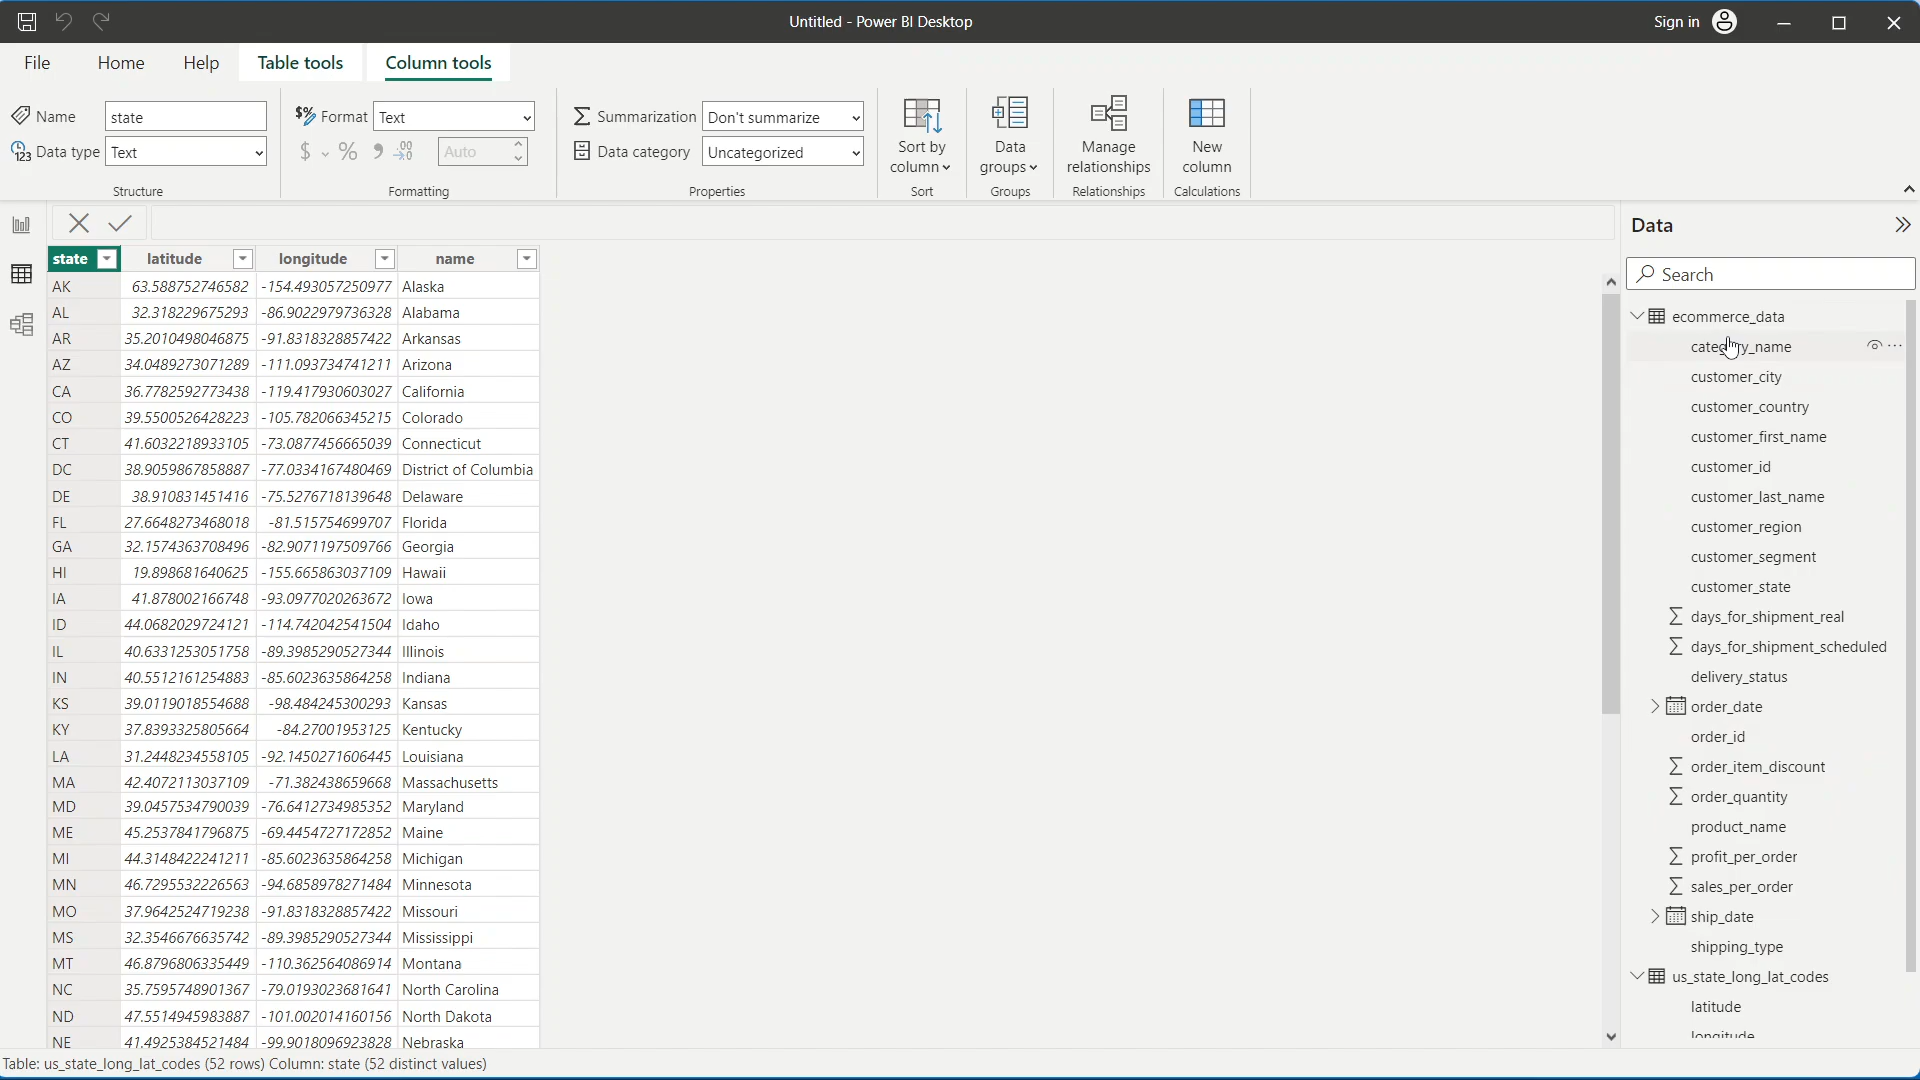 Untitled - Power BI Desktop
Sign in
File Home Help Table tools Column tools
Name state
Data type Text
Structure
Format Text
$ % 9 .00 Auto
Formatting
Summarization Don't summarize
Data category Uncategorized
Properties
Sort by column
Sort
Data groups
Groups
Manage relationships
Relationships
New column
Calculations
state latitude longitude name
AK 63.588752746582 -154.493057250977 Alaska
AL 32.318229675293 -86.9022979736328 Alabama
AR 35.2010498046875 -91.8318328857422 Arkansas
AZ 34.0489273071289 -111.093734741211 Arizona
CA 36.7782592773438 -119.417930603027 California
CO 39.5500526428223 -105.782066345215 Colorado
CT 41.6032218933105 -73.0877456665039 Connecticut
DC 38.9059867858887 -77.0334167480469 District of Columbia
DE 38.910831451416 -75.5276718139648 Delaware
FL 27.6648273468018 -81.515754699707 Florida
GA 32.1574363708496 -82.9071197509766 Georgia
HI 19.898681640625 -155.665863037109 Hawaii
IA 41.878002166748 -93.0977020263672 Iowa
ID 44.0682029724121 -114.742042541504 Idaho
IL 40.6331253051758 -89.3985290527344 Illinois
IN 40.5512161254883 -85.6023635864258 Indiana
KS 39.0119018554688 -98.484245300293 Kansas
KY 37.8393325805664 -84.27001953125 Kentucky
LA 31.2448234558105 -92.1450271606445 Louisiana
MA 42.4072113037109 -71.382438659668 Massachusetts
MD 39.0457534790039 -76.6412734985352 Maryland
ME 45.2537841796875 -69.4454727172852 Maine
MI 44.3148422241211 -85.6023635864258 Michigan
MN 46.7295532226563 -94.6858978271484 Minnesota
MO 37.9642524719238 -91.8318328857422 Missouri
MS 32.3546676635742 -89.3985290527344 Mississippi
MT 46.8796806335449 -110.362564086914 Montana
NC 35.7595748901367 -79.0193023681641 North Carolina
ND 47.5514945983887 -101.002014160156 North Dakota
NE 41.4925384521484 -99.9018096923828 Nebraska
Data
Search
ecommerce_data
category_name
customer_city
customer_country
customer_first_name
customer_id
customer_last_name
customer_region
customer_segment
customer_state
days_for_shipment_real
days_for_shipment_scheduled
delivery_status
order_date
order_id
order_item_discount
order_quantity
product_name
profit_per_order
sales_per_order
ship_date
shipping_type
us_state_long_lat_codes
latitude
longitude
Table: us_state_long_lat_codes (52 rows) Column: state (52 distinct values)